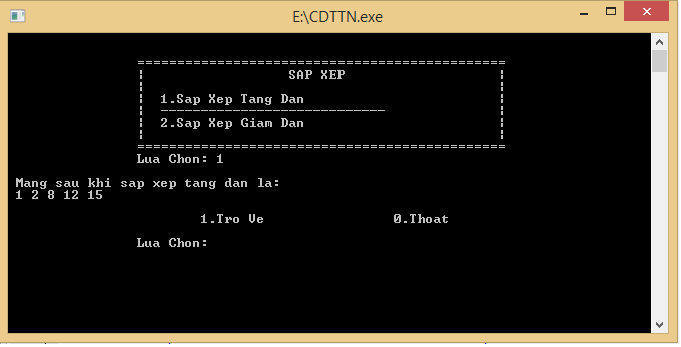 E:\CDTTN.exe
SAP XEP
1.Sap Xep Tang Dan
2.Sap Xep Giam Dan
Lua Chon: 1
Mang sau khi sap xep tang dan la:
1 2 8 12 15
1.Tro Ve 0.Thoat
Lua Chon: